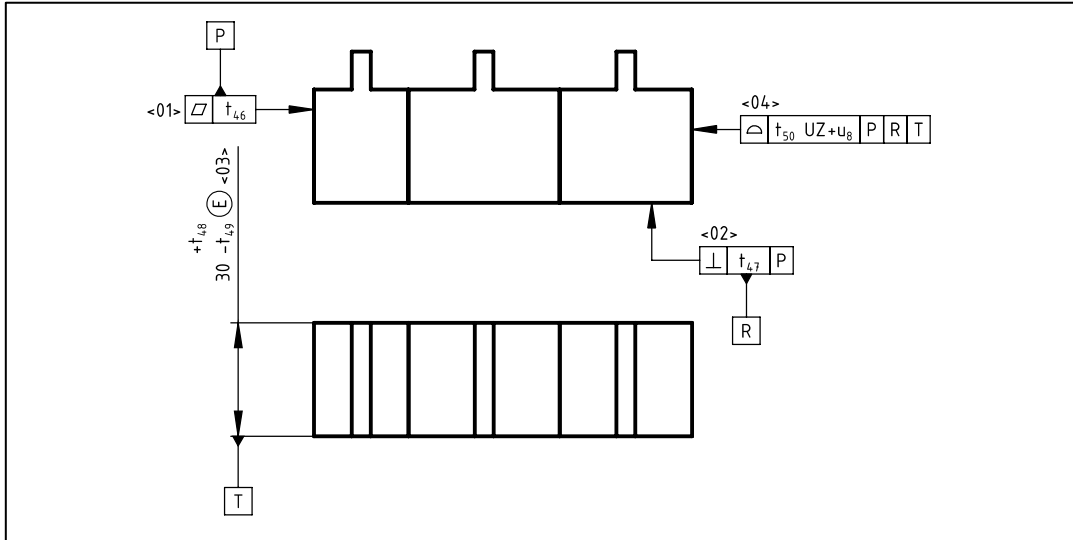 P
<01> ⏥ t46
<04>
⌓ t50 UZ+u8 P R T
<02>
⟂ t47 P
R
+t48
30 -t49 Ⓔ <03>
T